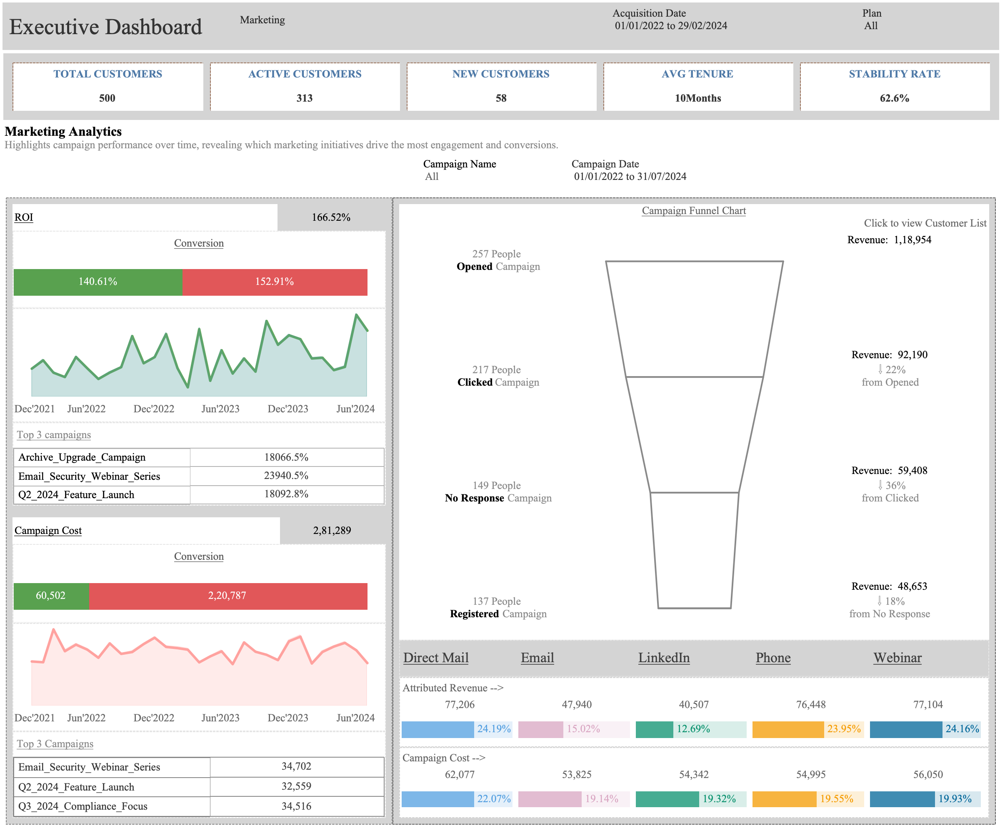 Executive Dashboard
Marketing
Acquisition Date
01/01/2022 to 29/02/2024
Plan
All
TOTAL CUSTOMERS
500
ACTIVE CUSTOMERS
313
NEW CUSTOMERS
58
AVG TENURE
10Months
STABILITY RATE
62.6%
Marketing Analytics
Highlights campaign performance over time, revealing which marketing initiatives drive the most engagement and conversions.
Campaign Name
All
Campaign Date
01/01/2022 to 31/07/2024
ROI
166.52%
Conversion
140.61% 152.91%
Dec'2021 Jun'2022 Dec'2022 Jun'2023 Dec'2023 Jun'2024
Top 3 campaigns
Archive_Upgrade_Campaign 18066.5%
Email_Security_Webinar_Series 23940.5%
Q2_2024_Feature_Launch 18092.8%
Campaign Cost
2,81,289
Conversion
60,502 2,20,787
Dec'2021 Jun'2022 Dec'2022 Jun'2023 Dec'2023 Jun'2024
Top 3 Campaigns
Email_Security_Webinar_Series 34,702
Q2_2024_Feature_Launch 32,559
Q3_2024_Compliance_Focus 34,516
Campaign Funnel Chart
Click to view Customer List
Revenue: 1,18,954
257 People
Opened Campaign
Revenue: 92,190
217 People
⇩ 22%
Clicked Campaign
from Opened
Revenue: 59,408
149 People
⇩ 36%
No Response Campaign
from Clicked
Revenue: 48,653
137 People
⇩ 18%
Registered Campaign
from No Response
Direct Mail Email LinkedIn Phone Webinar
Attributed Revenue -->
77,206 47,940 40,507 76,448 77,104
24.19% 15.02% 12.69% 23.95% 24.16%
Campaign Cost -->
62,077 53,825 54,342 54,995 56,050
22.07% 19.14% 19.32% 19.55% 19.93%